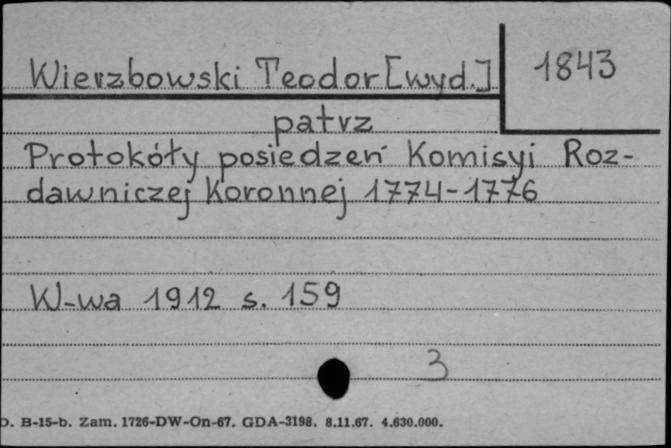 Wierzbowski Teodor [wyd.]
1843
patrz
Protokóły posiedzeń Komisyi Roz-
dawniczej Koronnej 1774-1776
W-wa 1912 s. 159
3
D. B-15-b. Zam. 1726-DW-On-67. GDA-3198. 8.11.67. 4.630.000.